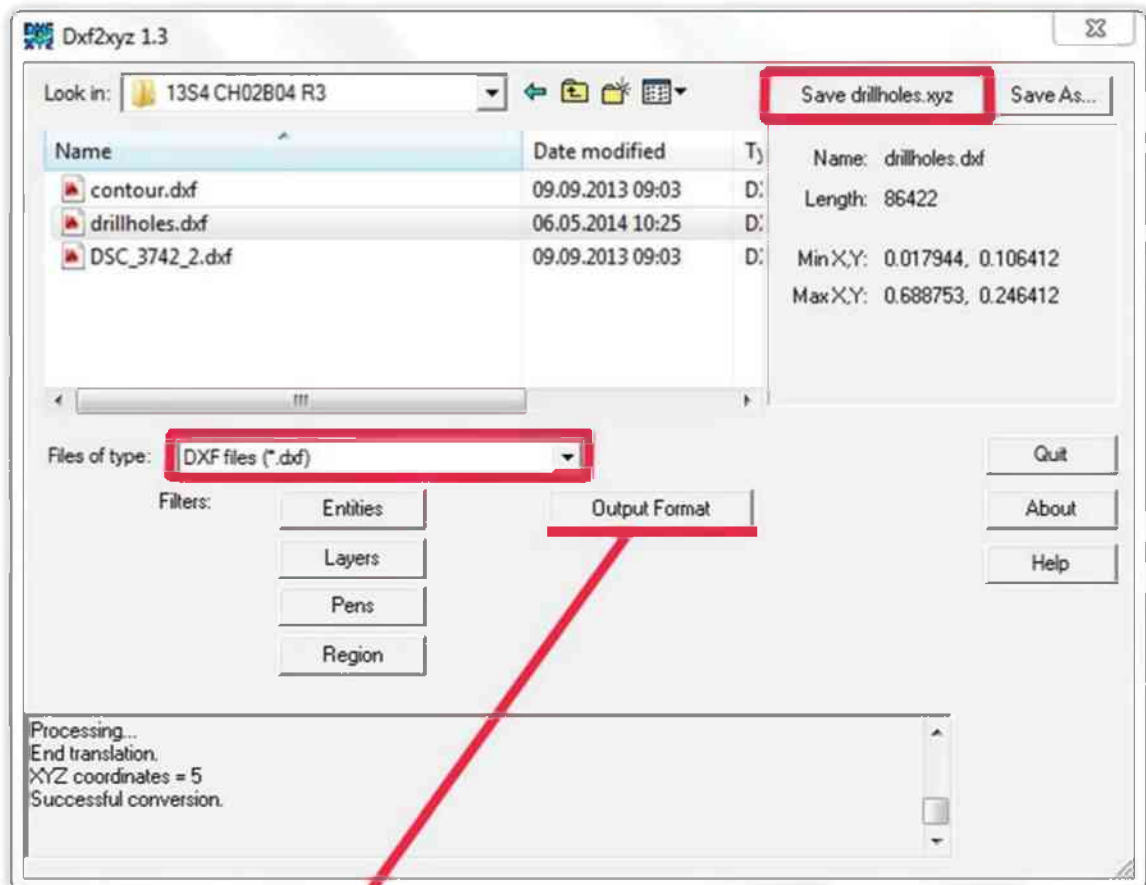 Dxf2xyz 1.3
Look in: 13S4 CH02B04 R3
Save drillholes.xyz
Save As...
Name Date modified Ty
contour.dxf 09.09.2013 09:03 D:
drillholes.dxf 06.05.2014 10:25 D:
DSC_3742_2.dxf 09.09.2013 09:03 D:
Name: drillholes.dxf
Length: 86422
Min X,Y: 0.017944, 0.106412
Max X,Y: 0.688753, 0.246412
Files of type: DXF files (*.dxf)
Filters:
Entities
Layers
Pens
Region
Output Format
Quit
About
Help
Processing...
End translation.
XYZ coordinates = 5
Successful conversion.